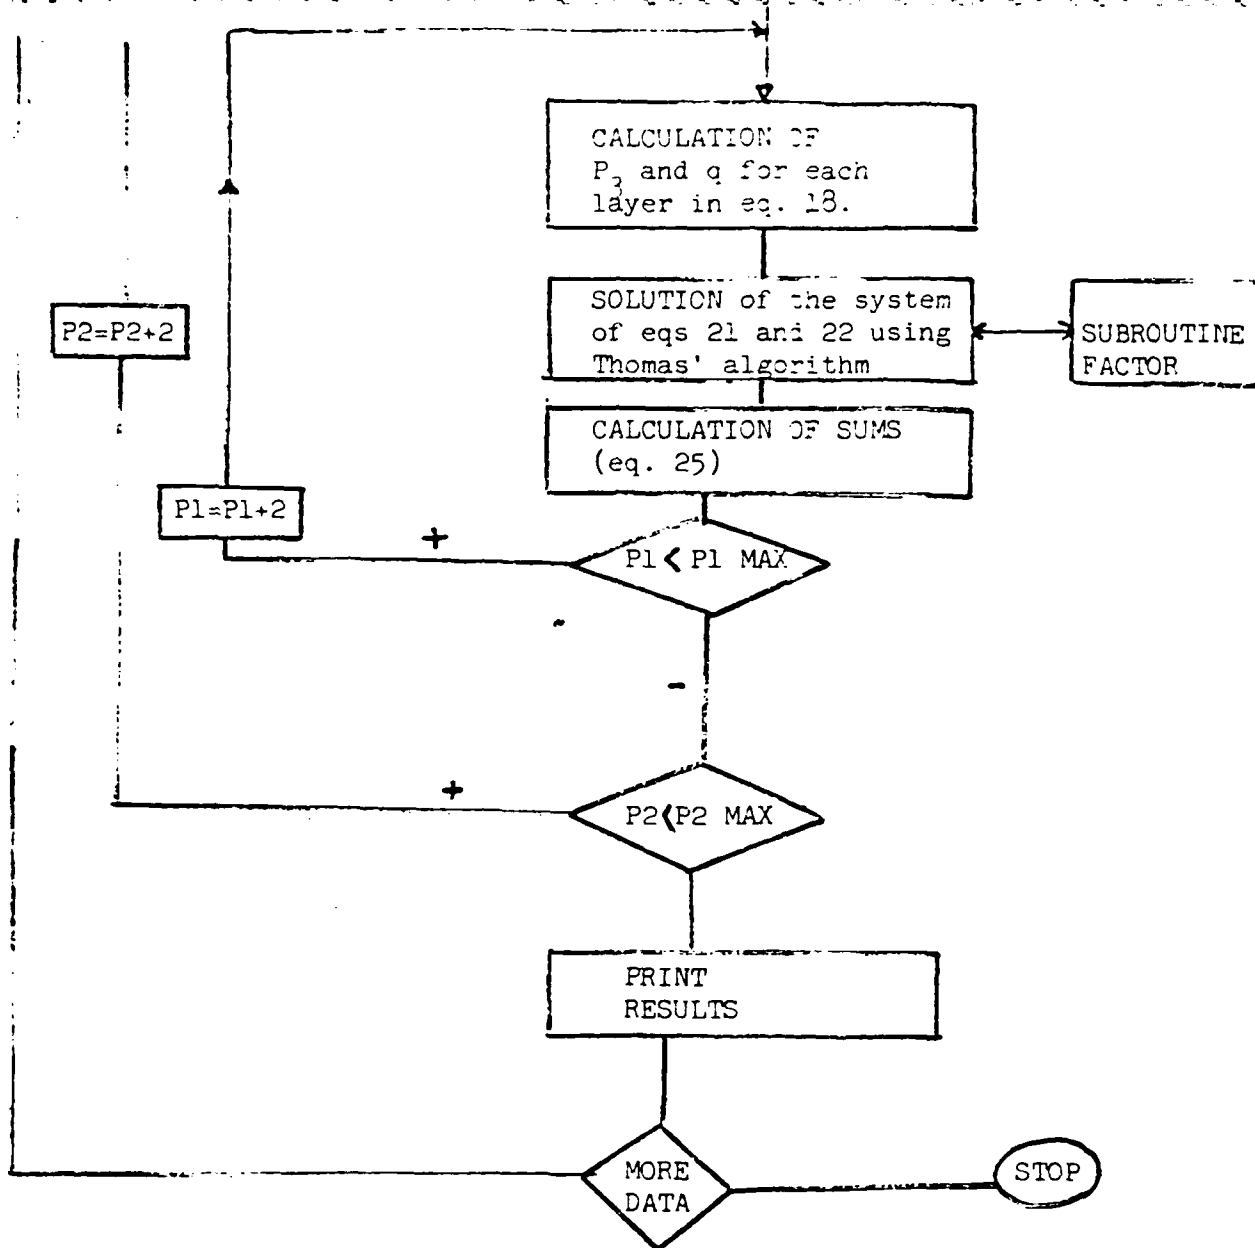 CALCULATION OF
P3 and q for each
layer in eq. 18.
SOLUTION of the system
of eqs 21 and 22 using
Thomas' algorithm
SUBROUTINE
FACTOR
P2=P2+2
CALCULATION OF SUMS
(eq. 25)
P1=P1+2
+
P1 < P1 MAX
-
+
P2<P2 MAX
PRINT
RESULTS
MORE
DATA
STOP